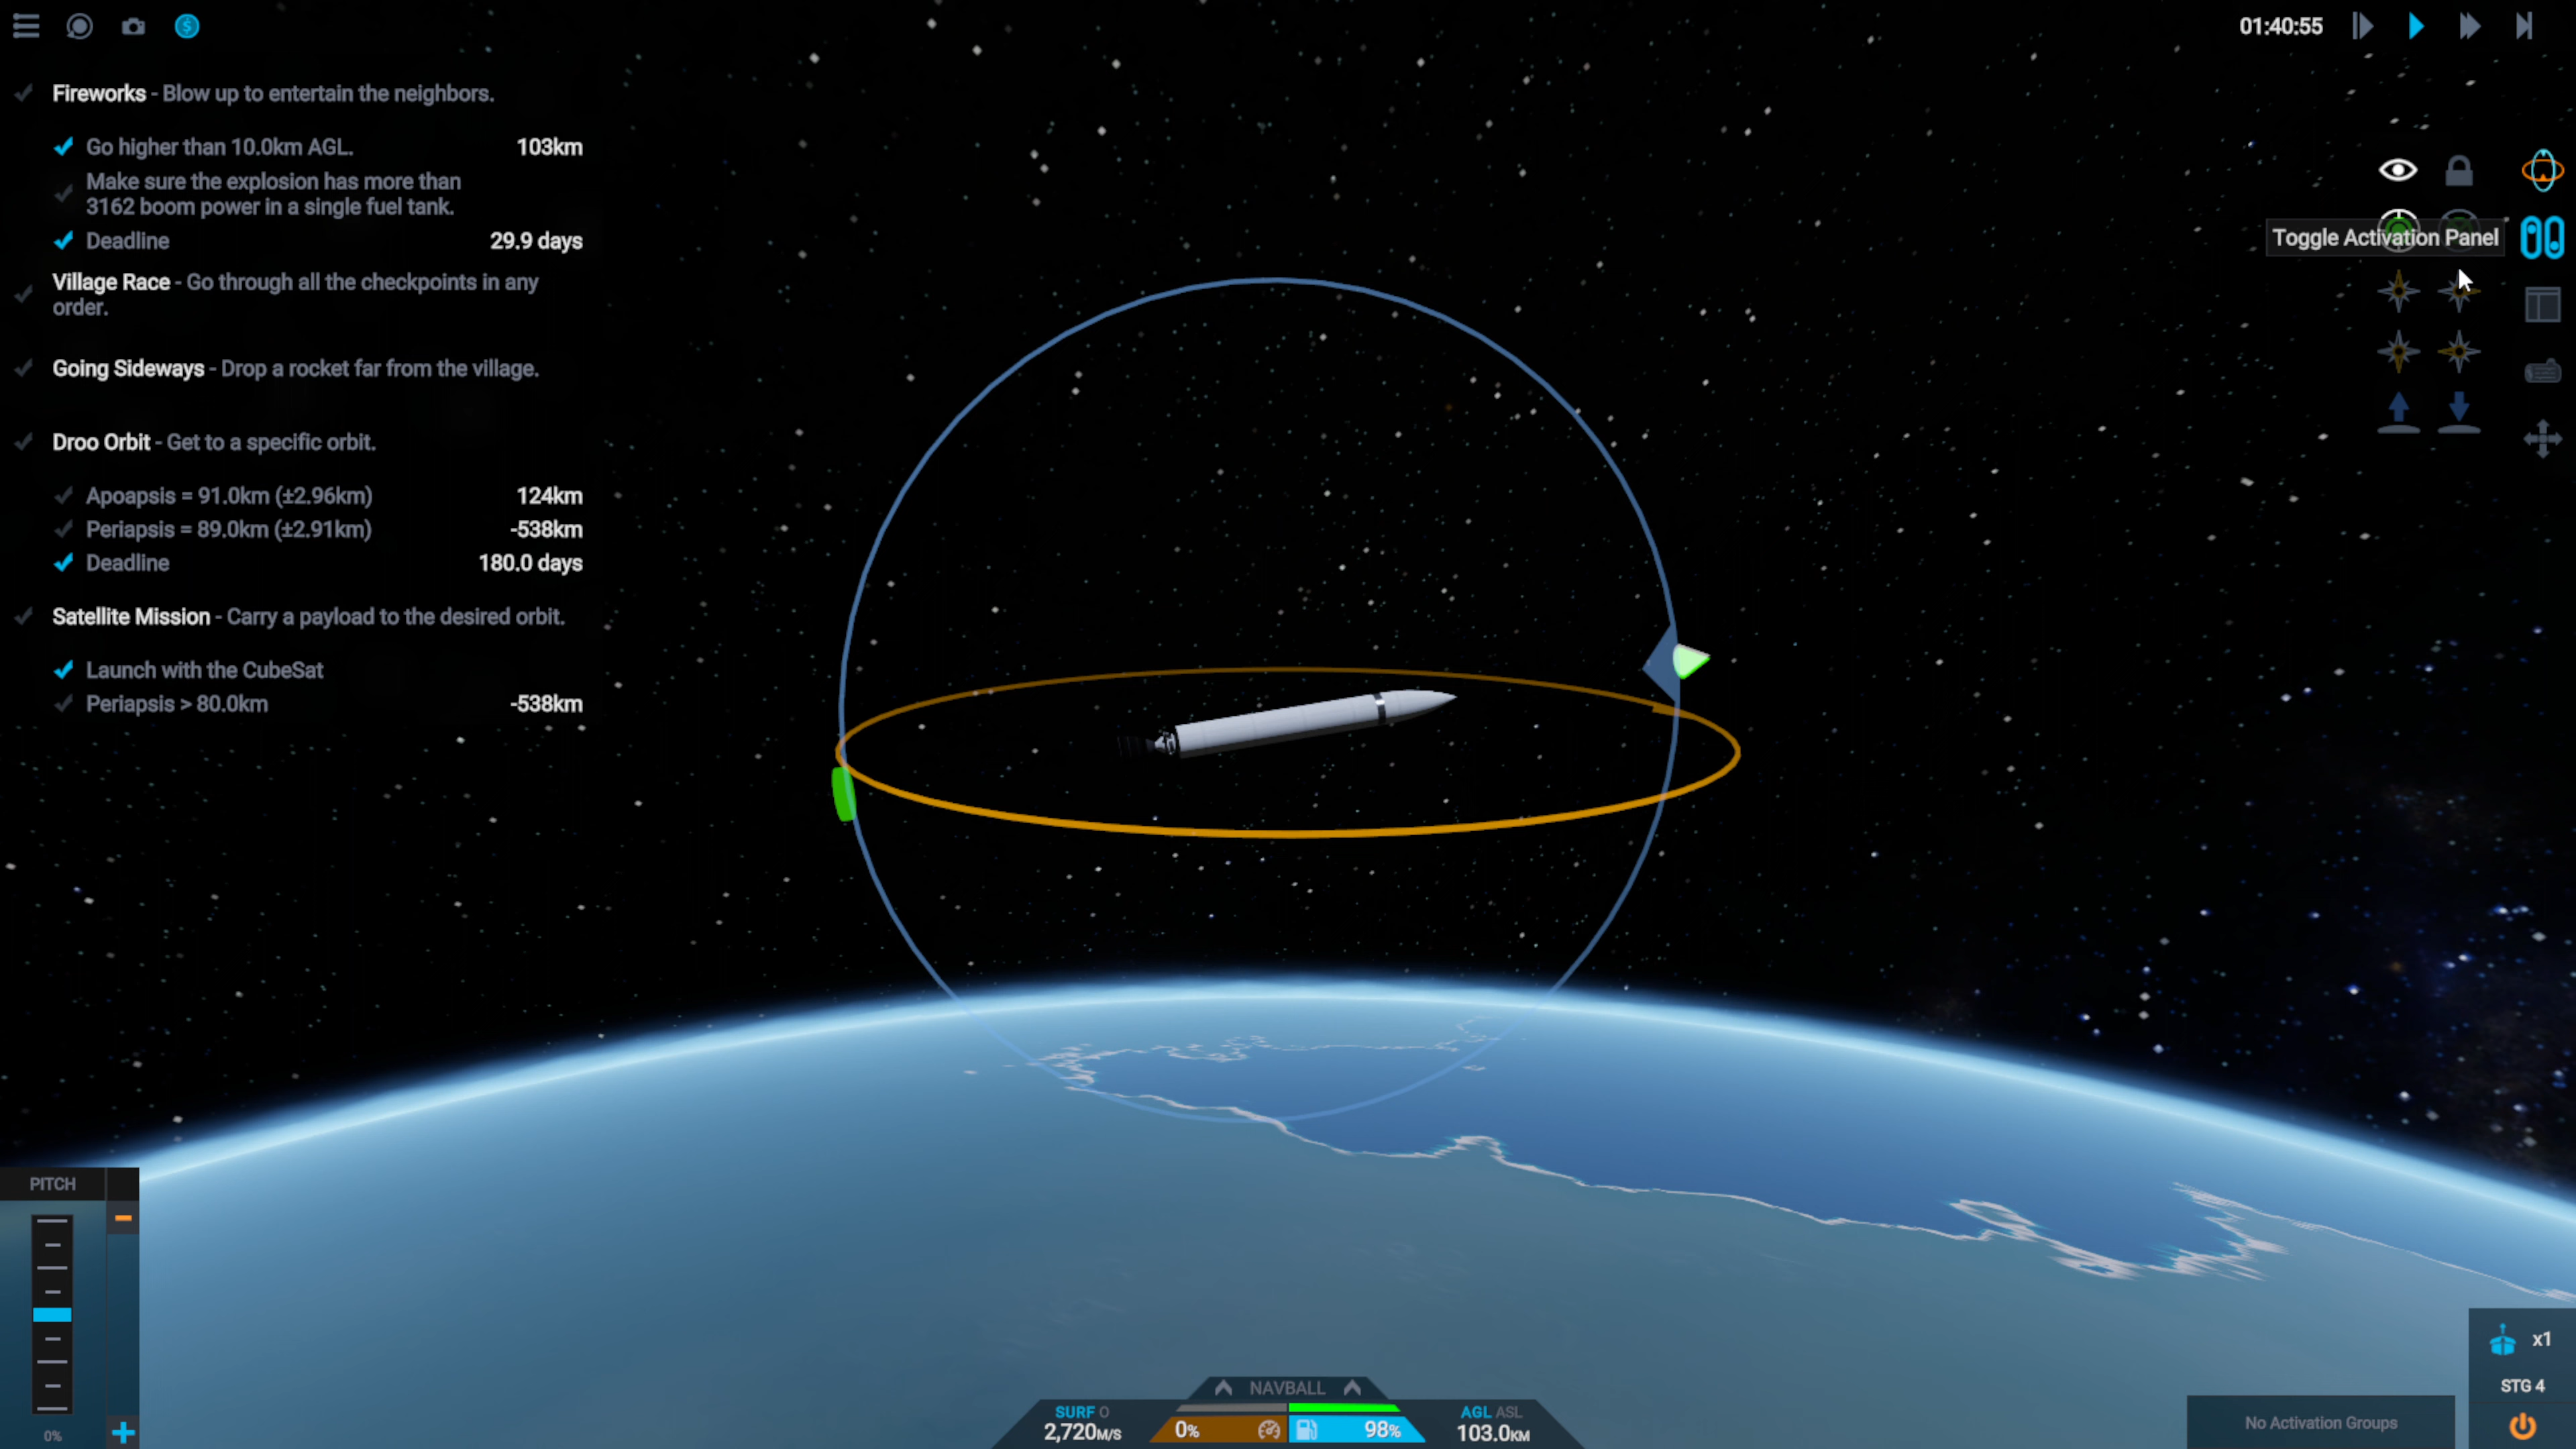 01:40:55
Fireworks - Blow up to entertain the neighbors.
Go higher than 10.0km AGL. 103km
Make sure the explosion has more than
3162 boom power in a single fuel tank.
Deadline 29.9 days
Toggle Activation Panel
Village Race - Go through all the checkpoints in any
order.
Going Sideways - Drop a rocket far from the village.
Droo Orbit - Get to a specific orbit.
Apoapsis = 91.0km (±2.96km) 124km
Periapsis = 89.0km (±2.91km) -538km
Deadline 180.0 days
Satellite Mission - Carry a payload to the desired orbit.
Launch with the CubeSat
Periapsis > 80.0km -538km
PITCH
0%
NAVBALL
SURF O
2,720M/S
0%
98%
AGL ASL
103.0KM
x1
STG 4
No Activation Groups